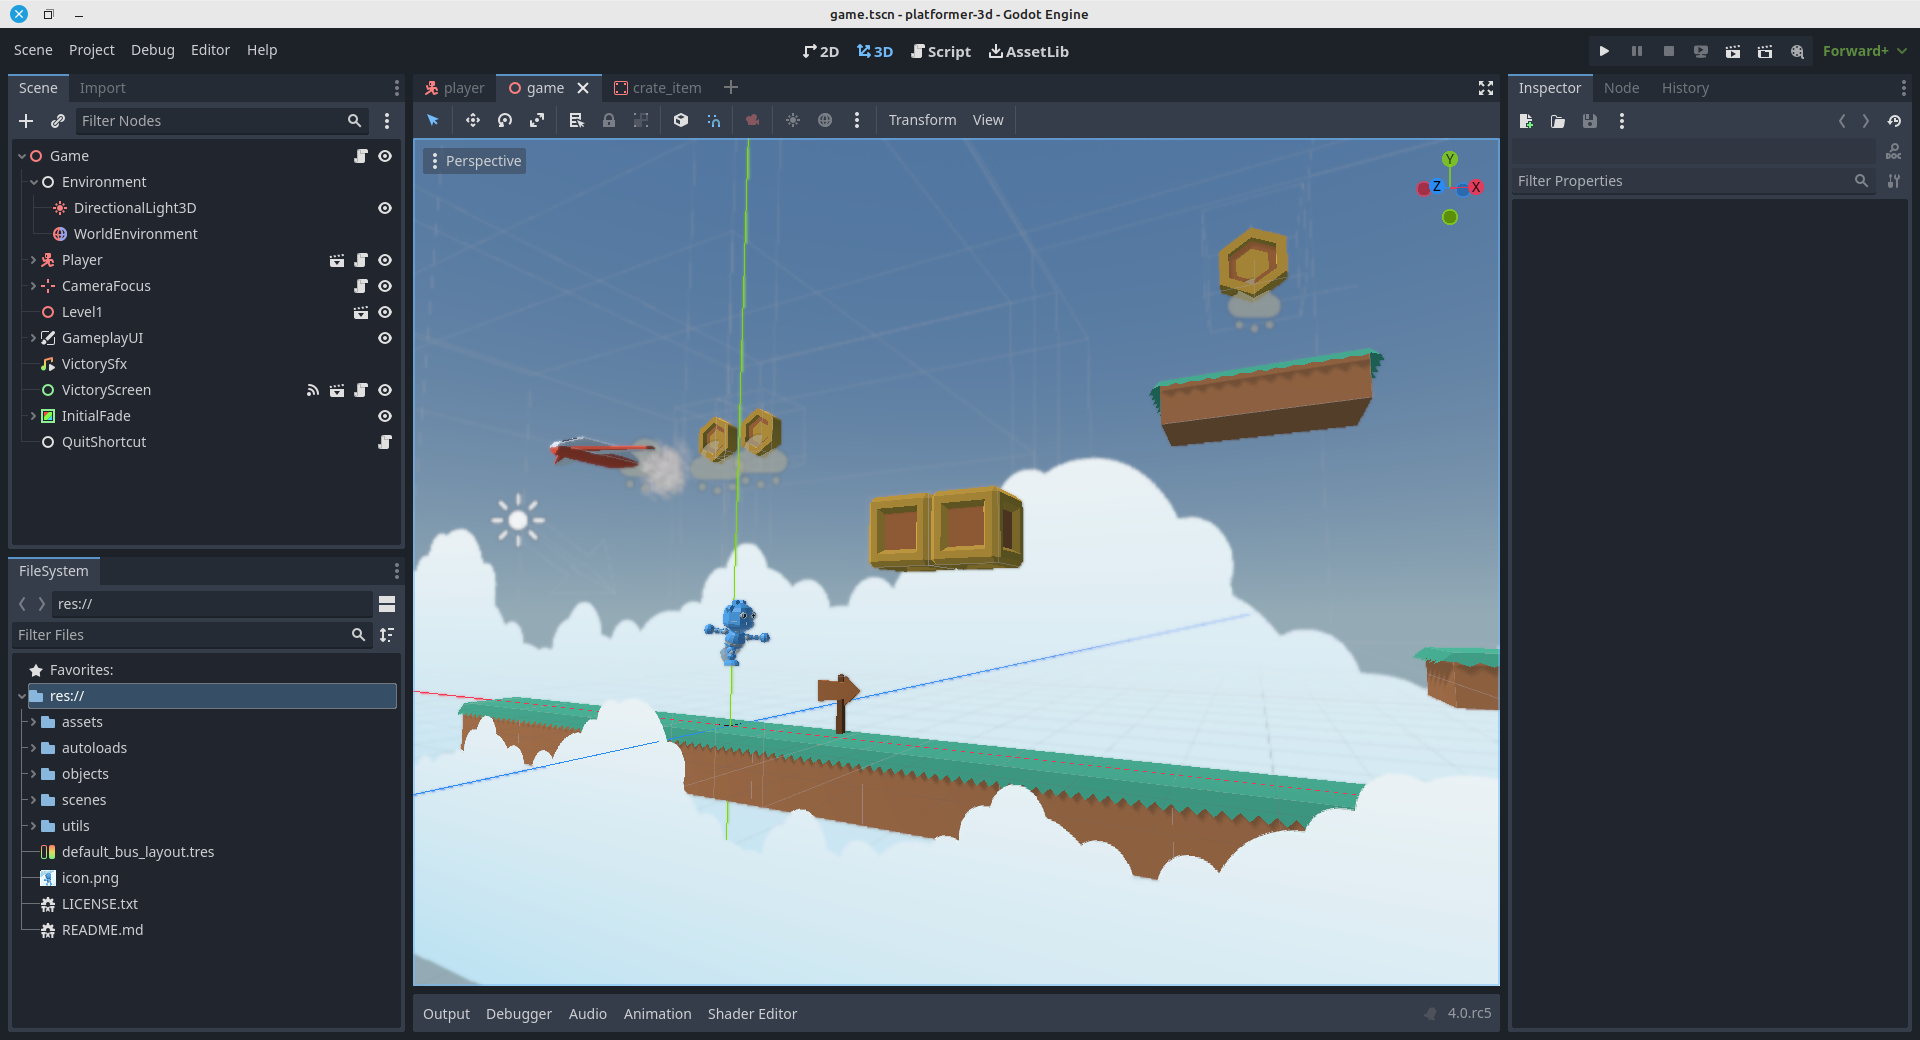 game.tscn - platformer-3d - Godot Engine
Scene Project Debug Editor Help
2D 3D Script AssetLib
Forward+
Scene Import
Filter Nodes
Game
Environment
DirectionalLight3D
WorldEnvironment
Player
CameraFocus
Level1
GameplayUI
VictorySfx
VictoryScreen
InitialFade
QuitShortcut
FileSystem
res://
Filter Files
Favorites:
res://
assets
autoloads
objects
scenes
utils
default_bus_layout.tres
icon.png
LICENSE.txt
README.md
player game crate_item
Transform View
Perspective
Y
Z X
Output Debugger Audio Animation Shader Editor
4.0.rc5
Inspector Node History
DOC
Filter Properties